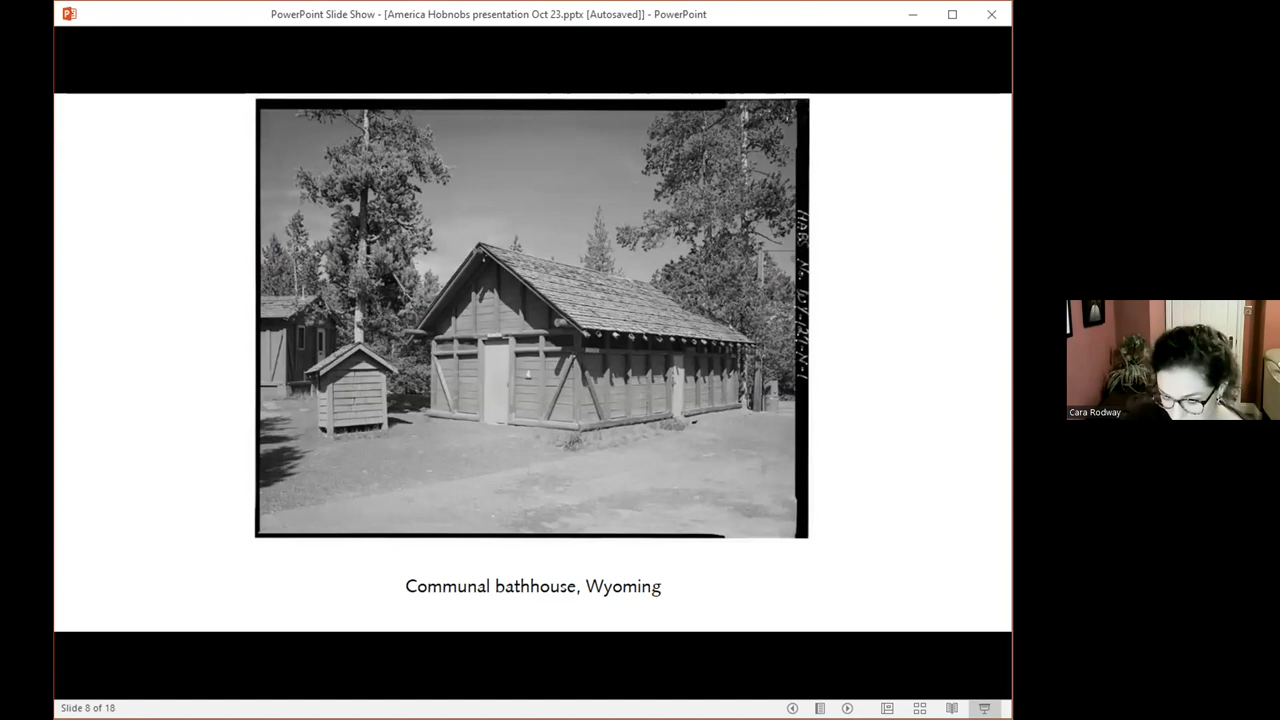 PowerPoint Slide Show - [America Hobnobs presentation Oct 23.pptx [Autosaved]] - PowerPoint
Communal bathhouse, Wyoming
Cara Rodway
Slide 8 of 18